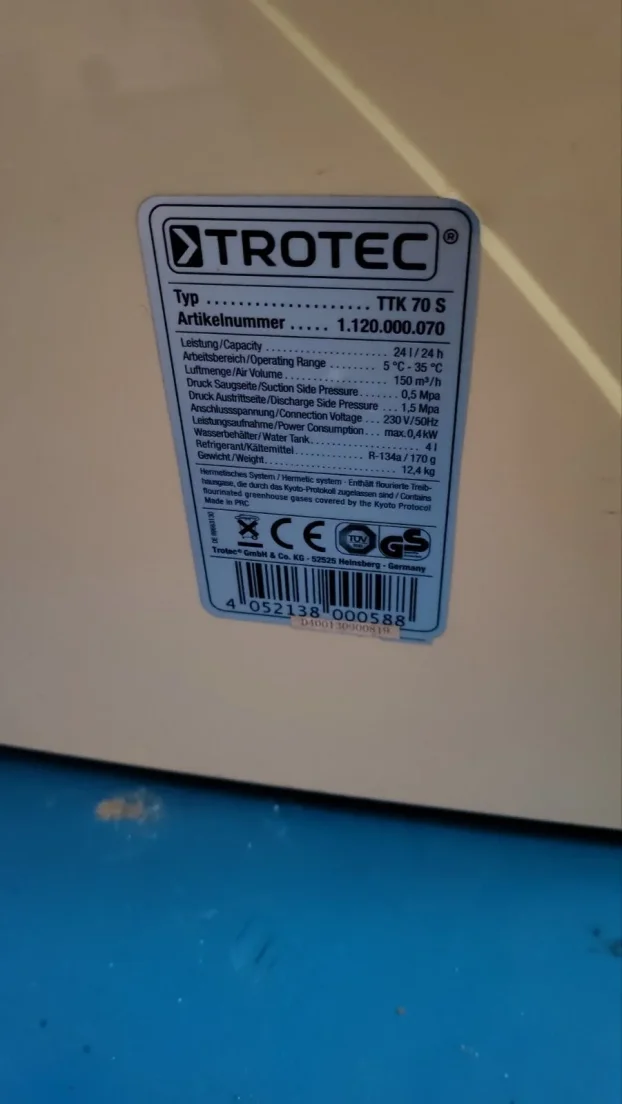 TROTEC ®
Typ .................... TTK 70 S
Artikelnummer ..... 1.120.000.070
Leistung/Capacity ...................... 24 l / 24 h
Arbeitsbereich/Operating Range ......... 5 °C - 35 °C
Luftmenge/Air Volume ................... 150 m³/h
Druck Saugseite/Suction Side Pressure ....... 0,5 Mpa
Druck Austrittseite/Discharge Side Pressure ... 1,5 Mpa
Anschlussspannung/Connection Voltage ... 230 V/50Hz
Leistungsaufnahme/Power Consumption ... max. 0,4 kW
Wasserbehälter/Water Tank ...................... 4 l
Refrigerant/Kältemittel ............... R-134a / 170 g
Gewicht/Weight ........................... 12,4 kg
Hermetisches System / Hermetic system · Enthält flourierte Treib-
hausgase, die durch das Kyoto-Protokoll zugelassen sind / Contains
flourinated greenhouse gases covered by the Kyoto Protocol
Made in PRC
CE TÜV GS
Trotec® GmbH & Co. KG · 52525 Heinsberg · Germany
4 052138 000588